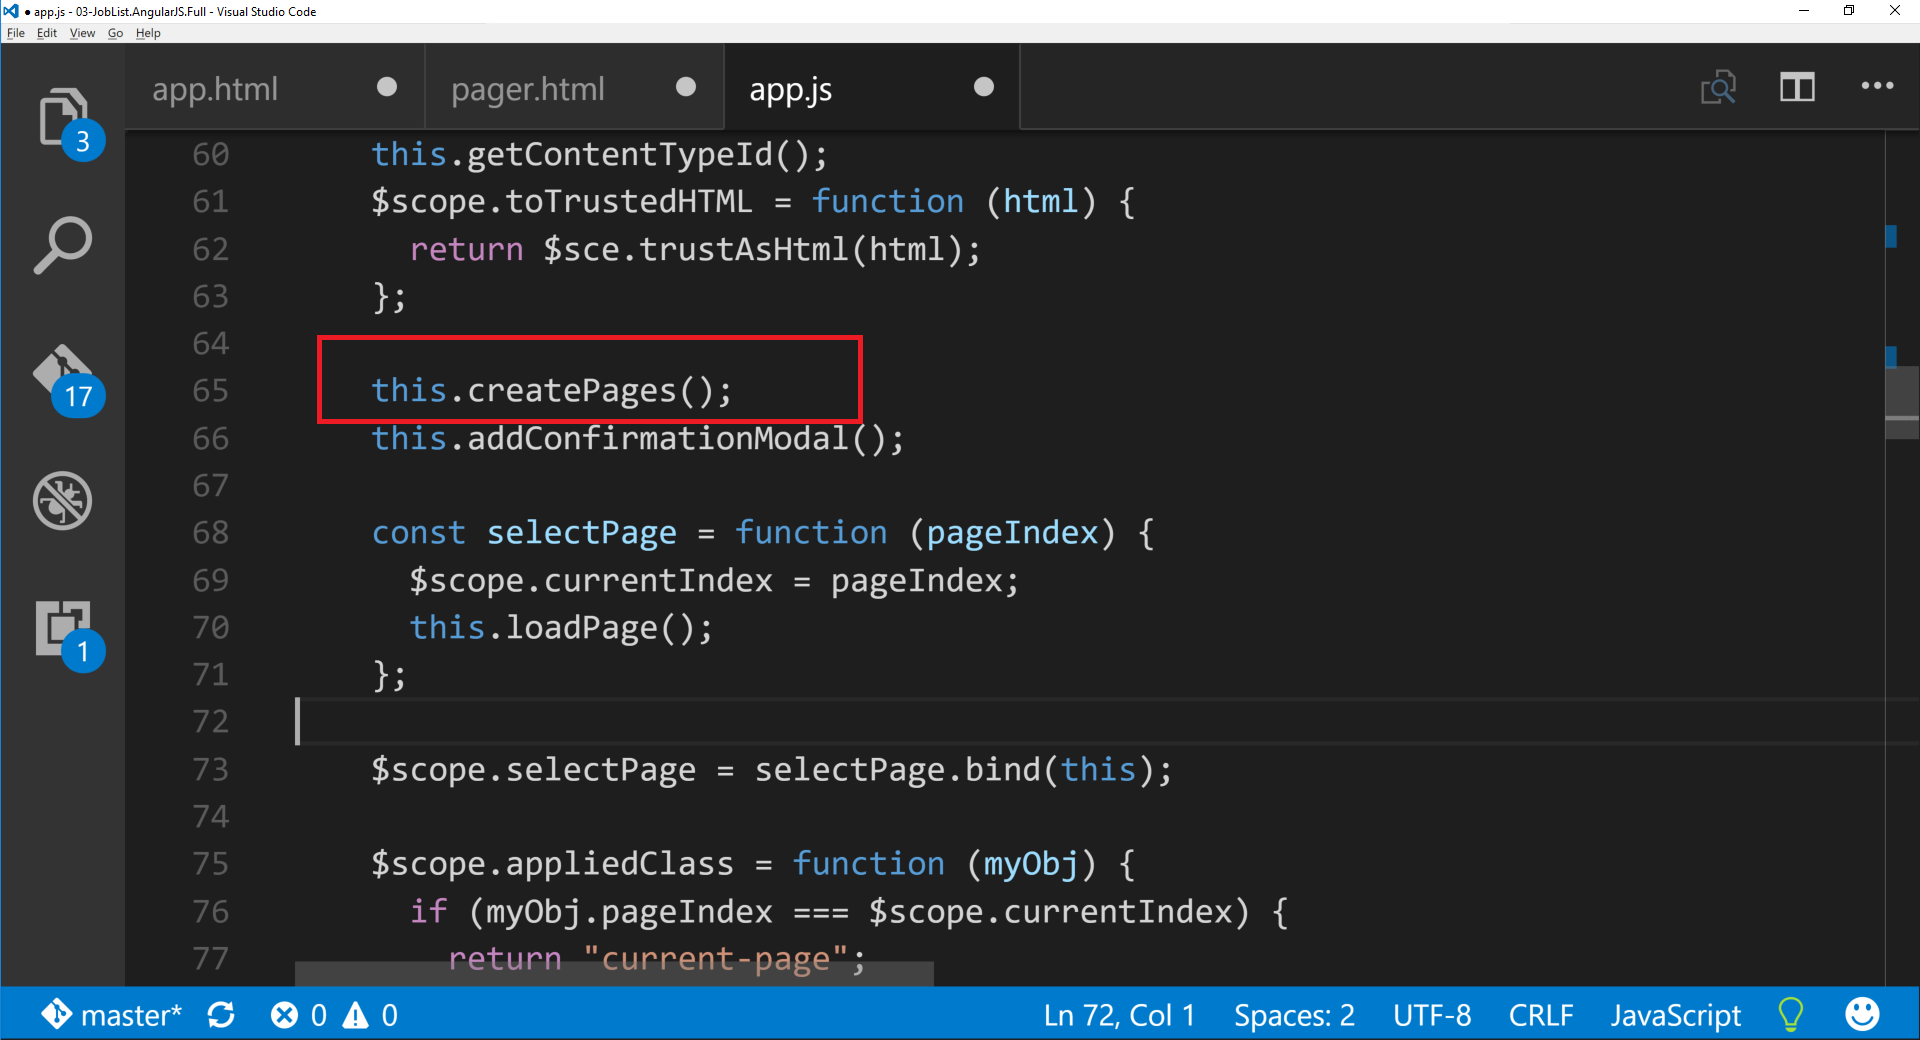 ● app.js - 03-JobList.AngularJS.Full - Visual Studio Code
File Edit View Go Help
app.html pager.html app.js
3
17
1
60 this.getContentTypeId();
61 $scope.toTrustedHTML = function (html) {
62 return $sce.trustAsHtml(html);
63 };
64
65 this.createPages();
66 this.addConfirmationModal();
67
68 const selectPage = function (pageIndex) {
69 $scope.currentIndex = pageIndex;
70 this.loadPage();
71 };
72
73 $scope.selectPage = selectPage.bind(this);
74
75 $scope.appliedClass = function (myObj) {
76 if (myObj.pageIndex === $scope.currentIndex) {
77 return "current-page";
master* 0 0 Ln 72, Col 1 Spaces: 2 UTF-8 CRLF JavaScript